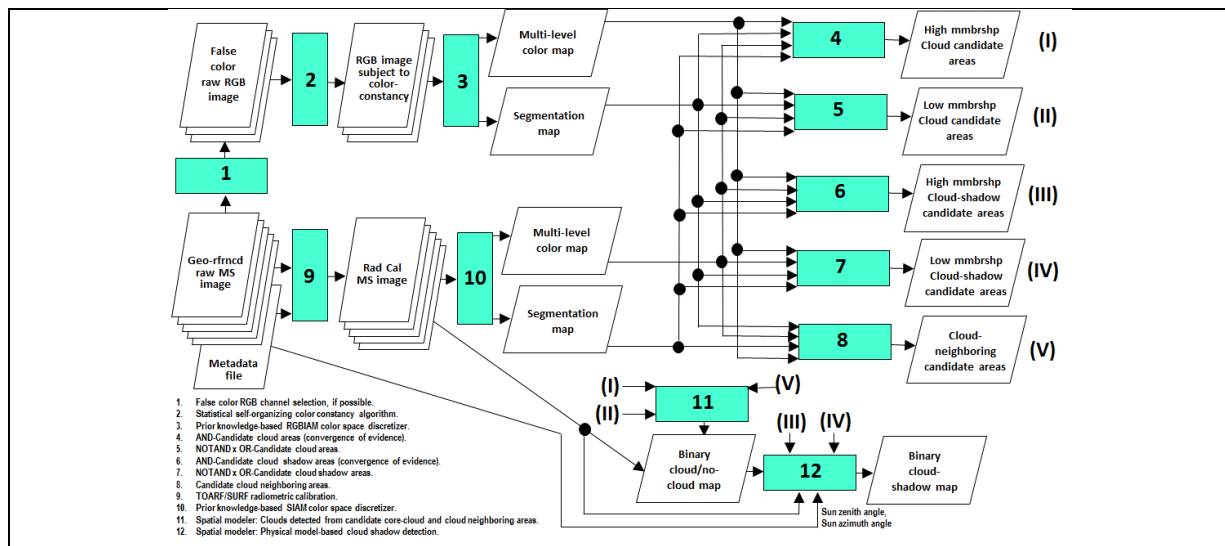 False
color
raw RGB
image
2
RGB image
subject to
color-
constancy
3
Multi-level
color map
Segmentation
map
4
High mmbrshp
Cloud candidate
areas
(I)
5
Low mmbrshp
Cloud candidate
areas
(II)
1
6
High mmbrshp
Cloud-shadow
candidate areas
(III)
Geo-rfrncd
raw MS
image
9
Rad Cal
MS image
10
Multi-level
color map
Segmentation
map
7
Low mmbrshp
Cloud-shadow
candidate areas
(IV)
8
Cloud-
neighboring
candidate areas
(V)
Metadata
file
(I)
(II)
11
(V)
(III)
(IV)
Binary
cloud/no-
cloud map
12
Binary
cloud-
shadow map
Sun zenith angle,
Sun azimuth angle
1. False color RGB channel selection, if possible.
2. Statistical self-organizing color constancy algorithm.
3. Prior knowledge-based RGBIAM color space discretizer.
4. AND-Candidate cloud areas (convergence of evidence).
5. NOTAND x OR-Candidate cloud areas.
6. AND-Candidate cloud shadow areas (convergence of evidence).
7. NOTAND x OR-Candidate cloud shadow areas.
8. Candidate cloud neighboring areas.
9. TOARF/SURF radiometric calibration.
10. Prior knowledge-based SIAM color space discretizer.
11. Spatial modeler: Clouds detected from candidate core-cloud and cloud neighboring areas.
12. Spatial modeler: Physical model-based cloud shadow detection.